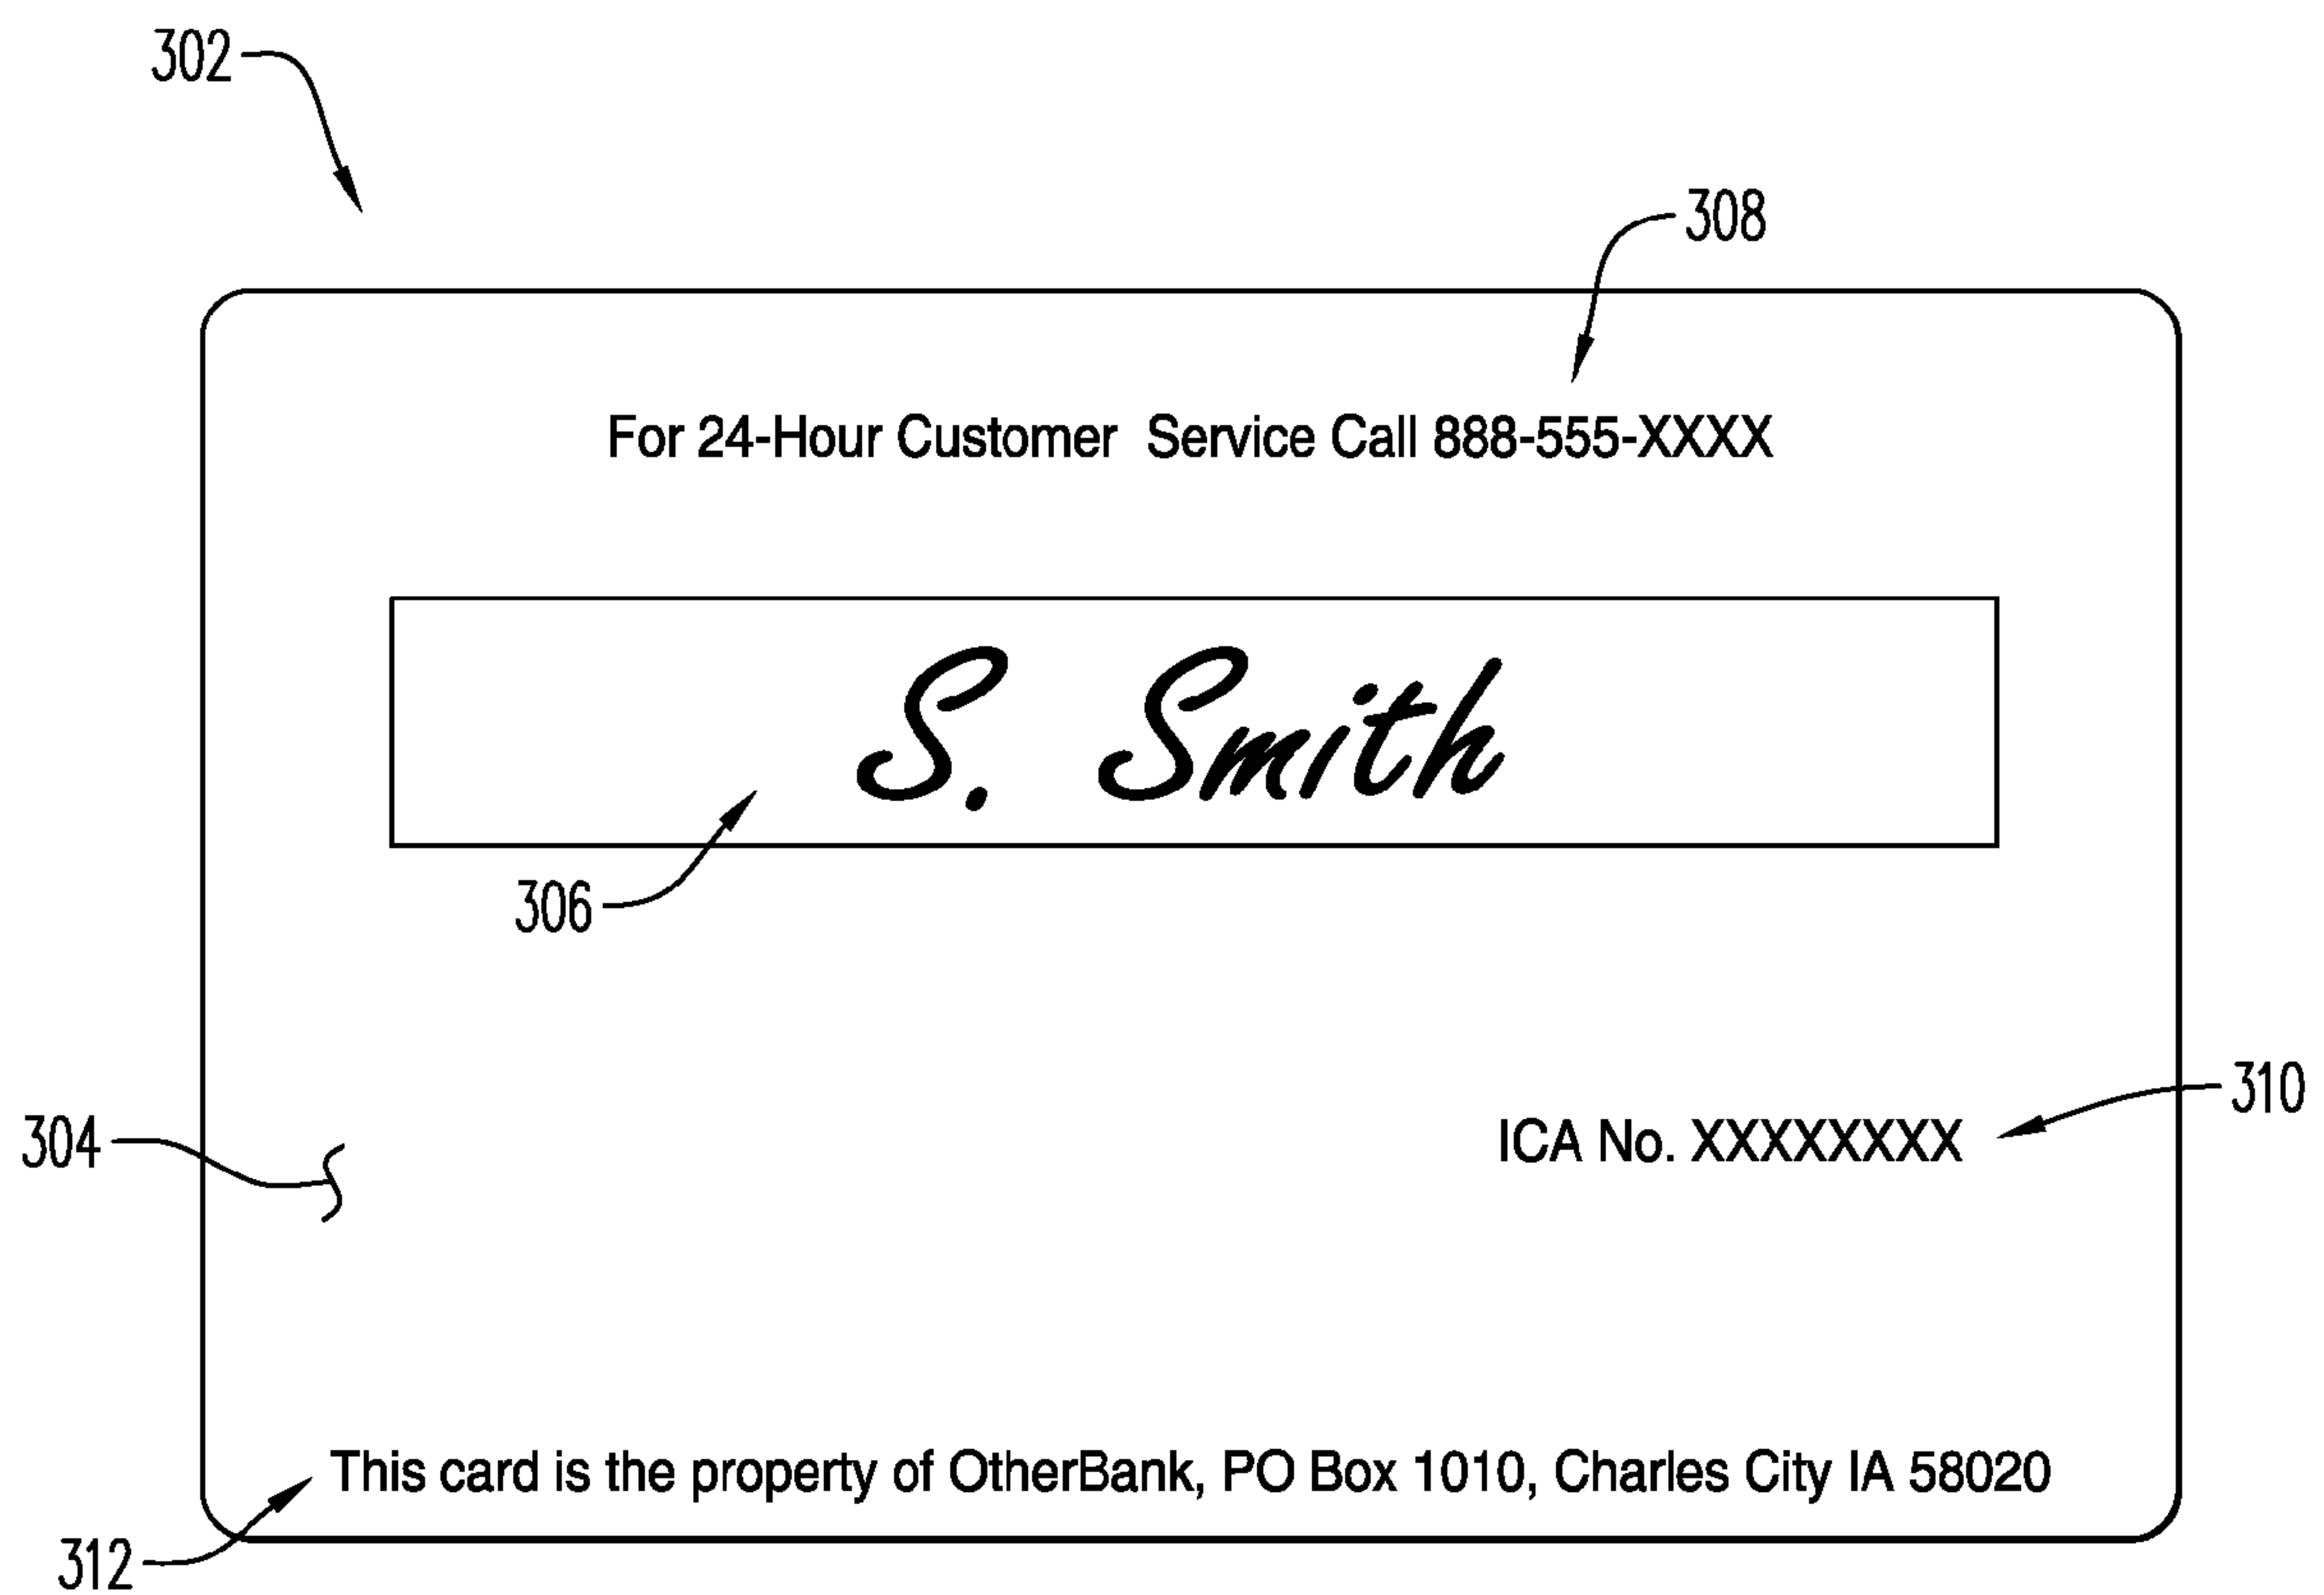 302
308
For 24-Hour Customer Service Call 888-555-XXXX
S. Smith
306
304
310
ICA No. XXXXXXXX
This card is the property of OtherBank, PO Box 1010, Charles City IA 58020
312